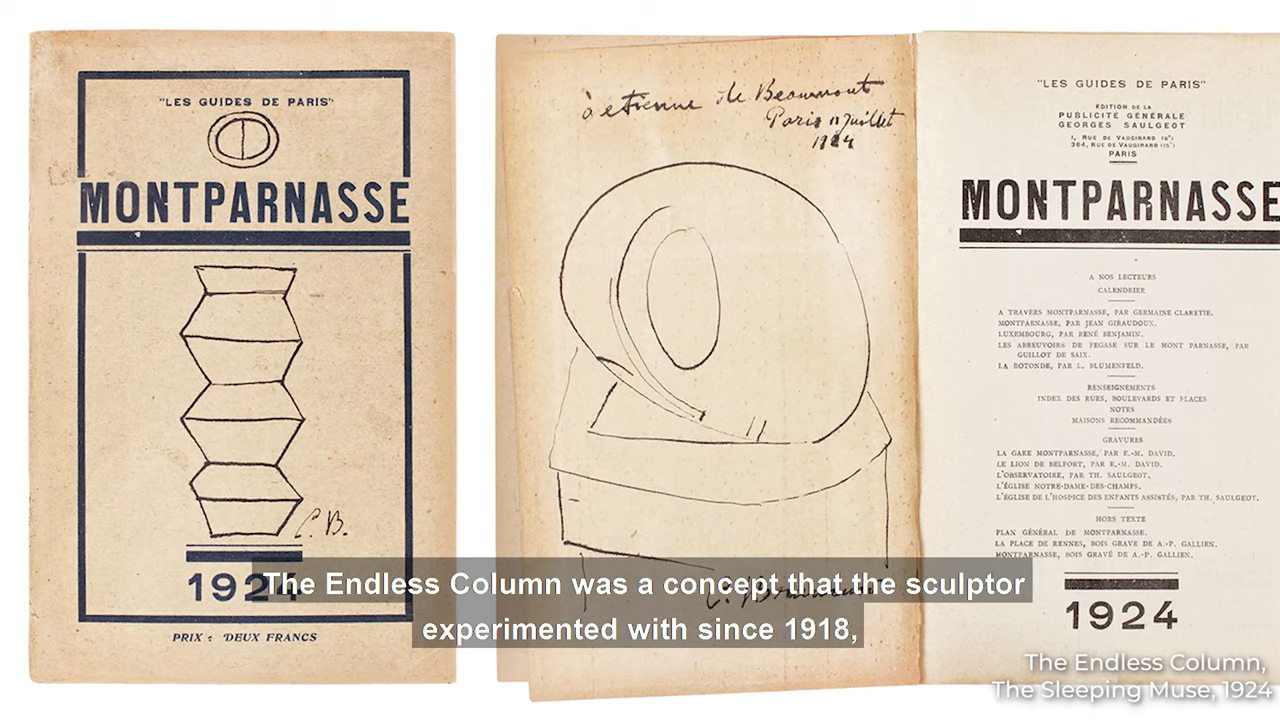 "LES GUIDES DE PARIS"
MONTPARNASSE
C. B.
1924
PRIX : DEUX FRANCS
à etienne de Beaumont
Paris 11 Juillet
1924
"LES GUIDES DE PARIS"
EDITION DE LA
PUBLICITÉ GÉNÉRALE
GEORGES SAULGEOT
1, RUE DE VAUGIRARD (6e)
364, RUE DE VAUGIRARD (15e)
PARIS
MONTPARNASSE
A NOS LECTEURS
CALENDRIER
A TRAVERS MONTPARNASSE, PAR GERMAINE CLARETIE.
MONTPARNASSE, PAR JEAN GIRAUDOUX.
LUXEMBOURG, PAR RENÉ BENJAMIN.
LES ABREUVOIRS DE PEGASE SUR LE MONT PARNASSE, PAR
GUILLOT DE SAIX.
LA ROTONDE, PAR L. BLUMENFELD.
RENSEIGNEMENTS
INDEX DES RUES, BOULEVARDS ET PLACES
NOTES
MAISONS RECOMMANDÉES
GRAVURES
LA GARE MONTPARNASSE, PAR E.-M. DAVID.
LE LION DE BELFORT, PAR E.-M. DAVID.
L'OBSERVATOIRE, PAR TH. SAULGEOT.
L'ÉGLISE NOTRE-DAME-DES-CHAMPS.
L'ÉGLISE DE L'HOSPICE DES ENFANTS ASSISTÉS, PAR TH. SAULGEOT.
HORS TEXTE
PLAN GÉNÉRAL DE MONTPARNASSE.
LA PLACE DE RENNES, BOIS GRAVE DE A.-P. GALLIEN.
MONTPARNASSE, BOIS GRAVÉ DE A.-P. GALLIEN.
1924
The Endless Column was a concept that the sculptor
experimented with since 1918,
The Endless Column,
The Sleeping Muse, 1924